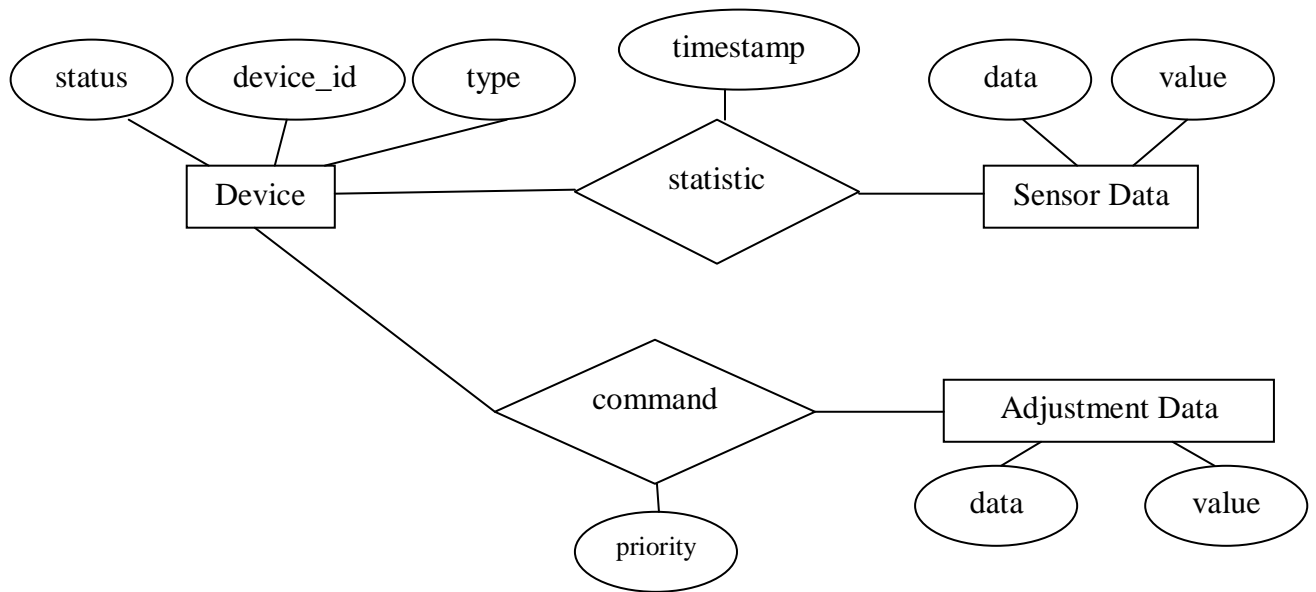 timestamp
status
device_id
type
data
value
statistic
Device
Sensor Data
command
Adjustment Data
data
value
priority